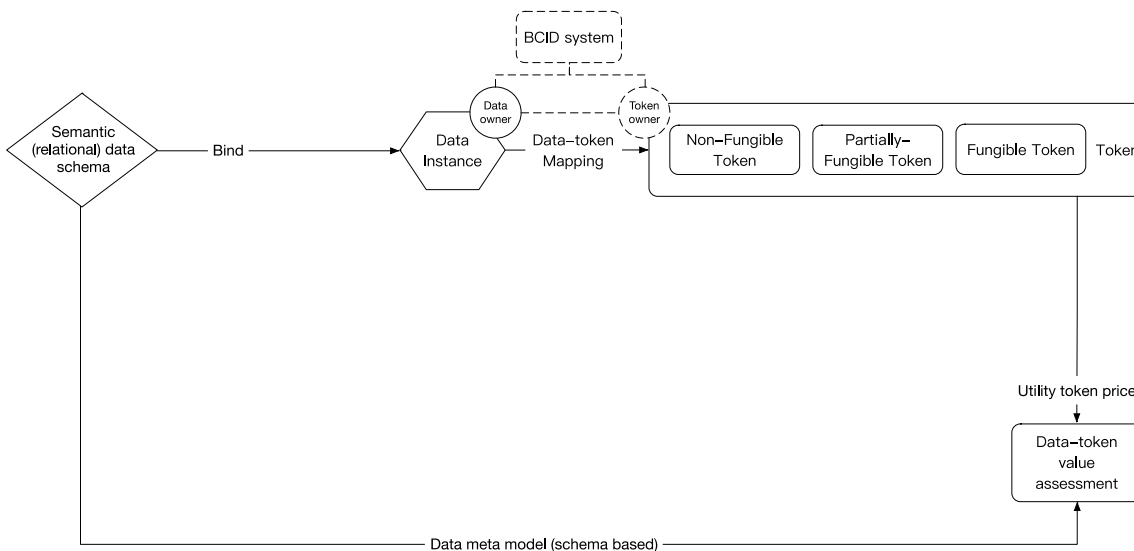 BCID system
Data
owner
Token
owner
Semantic
(relational) data
schema
Bind
Data
Instance
Data-token
Mapping
Non-Fungible
Token
Partially-
Fungible Token
Fungible Token
Token
Utility token price
Data-token
value
assessment
Data meta model (schema based)